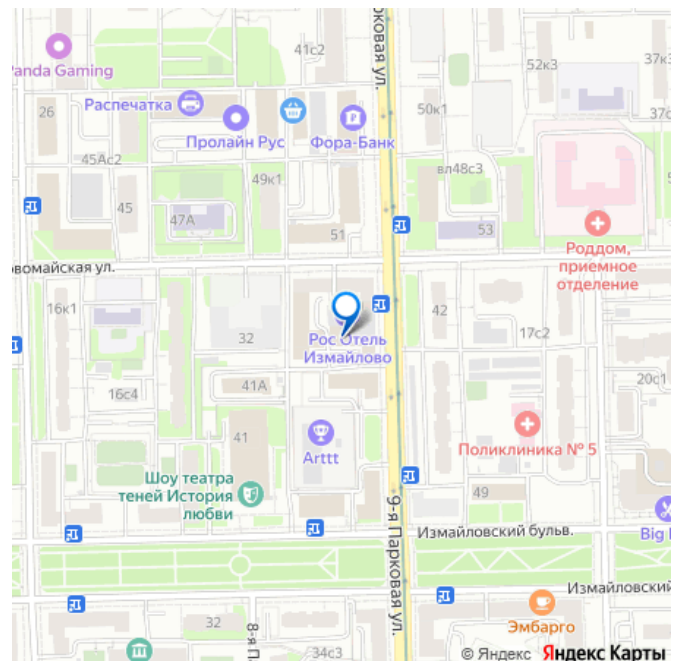 41с2
Panda Gaming
52к3
37к3
Распечатка
26
Пролайн Рус
Фора-Банк
50к1
37с
45Ас2
49к1
вл48с3
45
47А
51
53
Роддом,
приемное
отделение
рвомайская ул.
16к1
42
32
Рос Отель
Измайлово
17с2
16с4
41А
20с1
41
Arttt
Поликлиника № 5
Шоу театра
теней История
любви
49
9-я Парковая ул.
рковая ул.
Измайловский бульв.
Big
Измайловский
32
8-я П
34с3
Эмбарго
© Яндекс Яндекс Карты